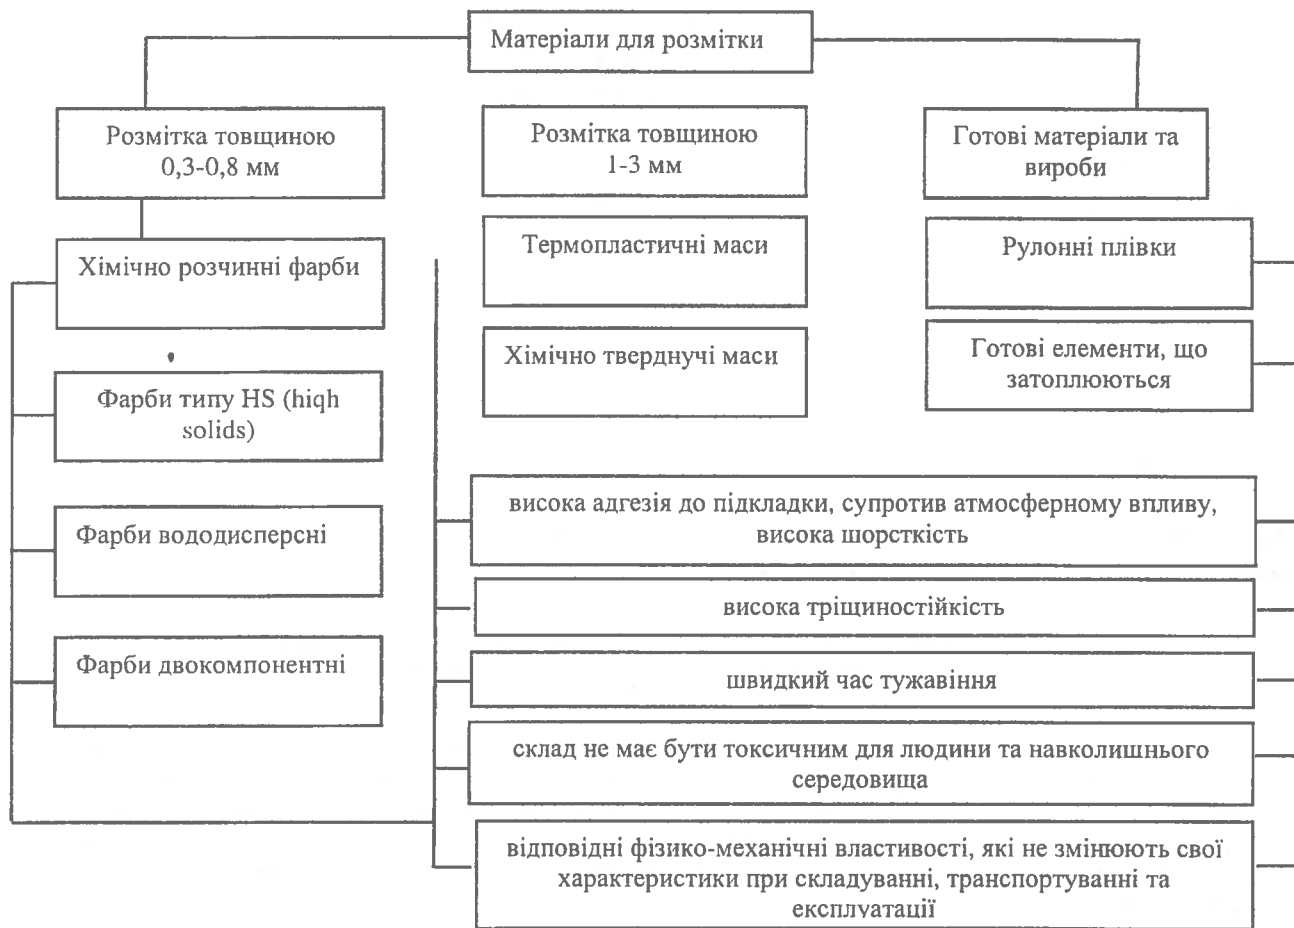 Матеріали для розмітки
Розмітка товщиною
0,3-0,8 мм
Розмітка товщиною
1-3 мм
Готові матеріали та
вироби
Хімічно розчинні фарби
Термопластичні маси
Рулонні плівки
Фарби типу HS (hiqh
solids)
Хімічно тверднучі маси
Готові елементи, що
затоплюються
Фарби вододисперсні
Фарби двокомпонентні
висока адгезія до підкладки, супротив атмосферному впливу,
висока шорсткість
висока тріщиностійкість
швидкий час тужавіння
склад не має бути токсичним для людини та навколишнього
середовища
відповідні фізико-механічні властивості, які не змінюють свої
характеристики при складуванні, транспортуванні та
експлуатації